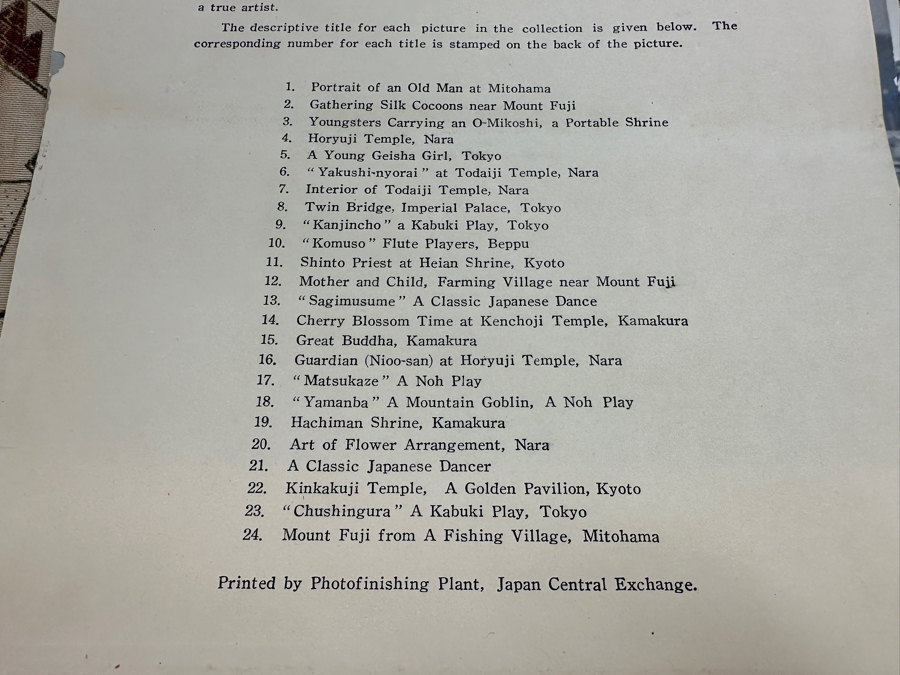 a true artist.
The descriptive title for each picture in the collection is given below. The
corresponding number for each title is stamped on the back of the picture.
1. Portrait of an Old Man at Mitohama
2. Gathering Silk Cocoons near Mount Fuji
3. Youngsters Carrying an O-Mikoshi, a Portable Shrine
4. Horyuji Temple, Nara
5. A Young Geisha Girl, Tokyo
6. “Yakushi-nyorai” at Todaiji Temple, Nara
7. Interior of Todaiji Temple, Nara
8. Twin Bridge, Imperial Palace, Tokyo
9. “Kanjincho” a Kabuki Play, Tokyo
10. “Komuso” Flute Players, Beppu
11. Shinto Priest at Heian Shrine, Kyoto
12. Mother and Child, Farming Village near Mount Fuji
13. “Sagimusume” A Classic Japanese Dance
14. Cherry Blossom Time at Kenchoji Temple, Kamakura
15. Great Buddha, Kamakura
16. Guardian (Nioo-san) at Horyuji Temple, Nara
17. “Matsukaze” A Noh Play
18. “Yamanba” A Mountain Goblin, A Noh Play
19. Hachiman Shrine, Kamakura
20. Art of Flower Arrangement, Nara
21. A Classic Japanese Dancer
22. Kinkakuji Temple, A Golden Pavilion, Kyoto
23. “Chushingura” A Kabuki Play, Tokyo
24. Mount Fuji from A Fishing Village, Mitohama
Printed by Photofinishing Plant, Japan Central Exchange.